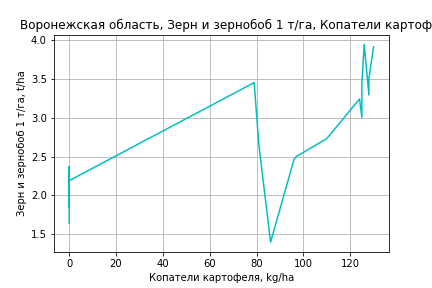 Воронежская область, Зерн и зернобоб 1 т/га, Копатели картоф
4.0
3.5
3.0
2.5
2.0
1.5
Зерн и зернобоб 1 т/га, t/ha
0 20 40 60 80 100 120
Копатели картофеля, kg/ha